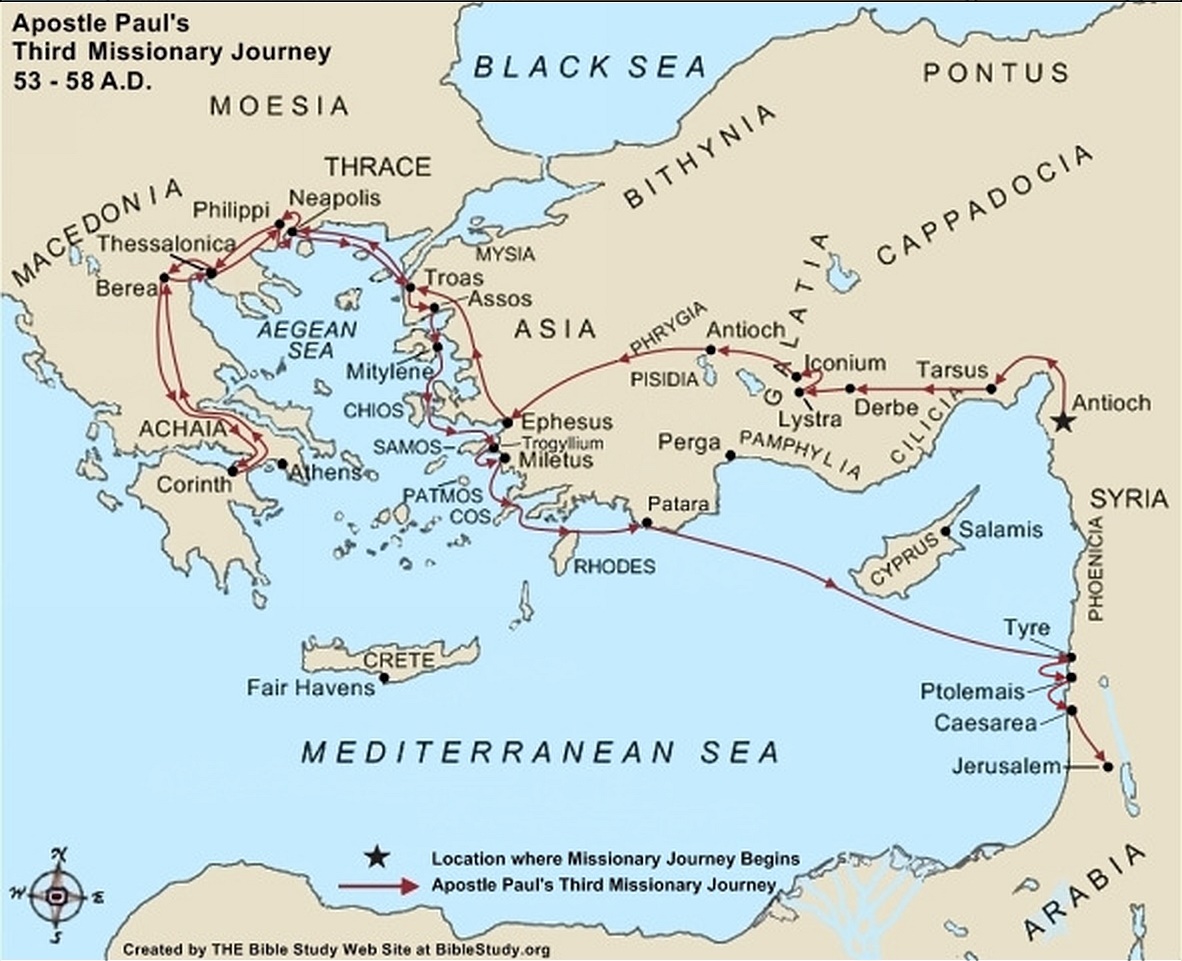 Apostle Paul's
Third Missionary Journey
53 - 58 A.D.
BLACK SEA
PONTUS
MOESIA
BITHYNIA
THRACE
CAPPADOCIA
MACEDONIA
Neapolis
Philippi
Thessalonica
MYSIA
Berea
Troas
Assos
GALATIA
AEGEAN
SEA
ASIA
PHRYGIA
Antioch
Mitylene
PISIDIA
Iconium
Tarsus
CHIOS
Lystra
Derbe
CILICIA
Antioch
ACHAIA
Ephesus
SAMOS
Trogyllium
Perga
PAMPHYLIA
Miletus
Corinth
Athens
PATMOS
COS
Patara
SYRIA
Salamis
CYPRUS
PHOENICIA
RHODES
Tyre
CRETE
Fair Havens
Ptolemais
Caesarea
MEDITERRANEAN SEA
Jerusalem
Location where Missionary Journey Begins
Apostle Paul's Third Missionary Journey
ARABIA
N
W
E
S
Created by THE Bible Study Web Site at BibleStudy.org